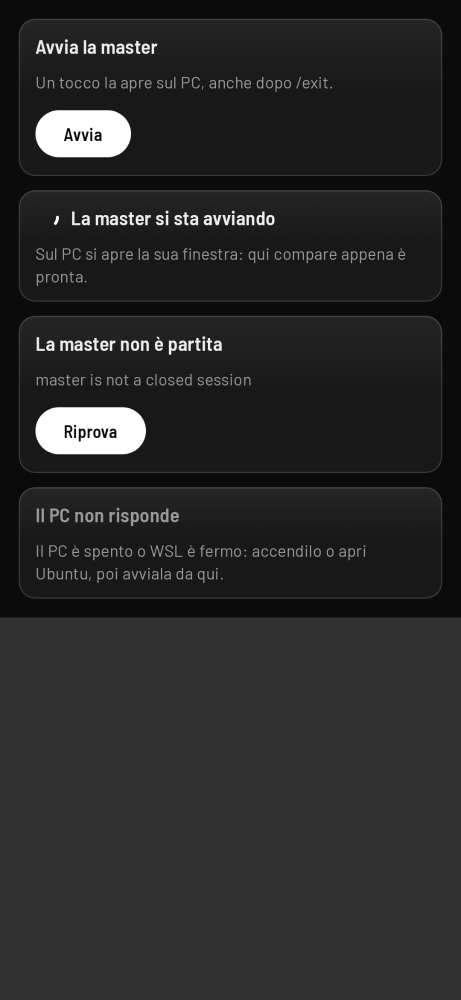 Avvia la master
Un tocco la apre sul PC, anche dopo /exit.
Avvia
La master si sta avviando
Sul PC si apre la sua finestra: qui compare appena è
pronta.
La master non è partita
master is not a closed session
Riprova
Il PC non risponde
Il PC è spento o WSL è fermo: accendilo o apri
Ubuntu, poi avviala da qui.